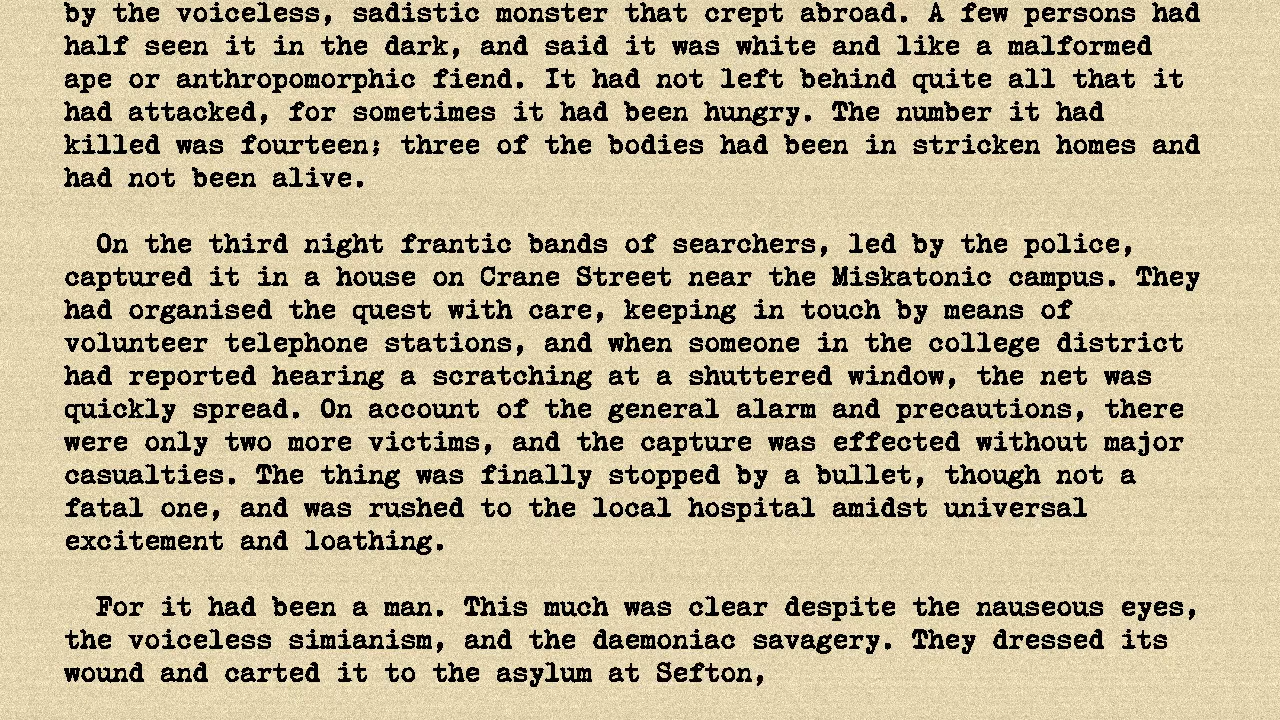 by the voiceless, sadistic monster that crept abroad. A few persons had
half seen it in the dark, and said it was white and like a malformed
ape or anthropomorphic fiend. It had not left behind quite all that it
had attacked, for sometimes it had been hungry. The number it had
killed was fourteen; three of the bodies had been in stricken homes and
had not been alive.
On the third night frantic bands of searchers, led by the police,
captured it in a house on Crane Street near the Miskatonic campus. They
had organised the quest with care, keeping in touch by means of
volunteer telephone stations, and when someone in the college district
had reported hearing a scratching at a shuttered window, the net was
quickly spread. On account of the general alarm and precautions, there
were only two more victims, and the capture was effected without major
casualties. The thing was finally stopped by a bullet, though not a
fatal one, and was rushed to the local hospital amidst universal
excitement and loathing.
For it had been a man. This much was clear despite the nauseous eyes,
the voiceless simianism, and the daemoniac savagery. They dressed its
wound and carted it to the asylum at Sefton,